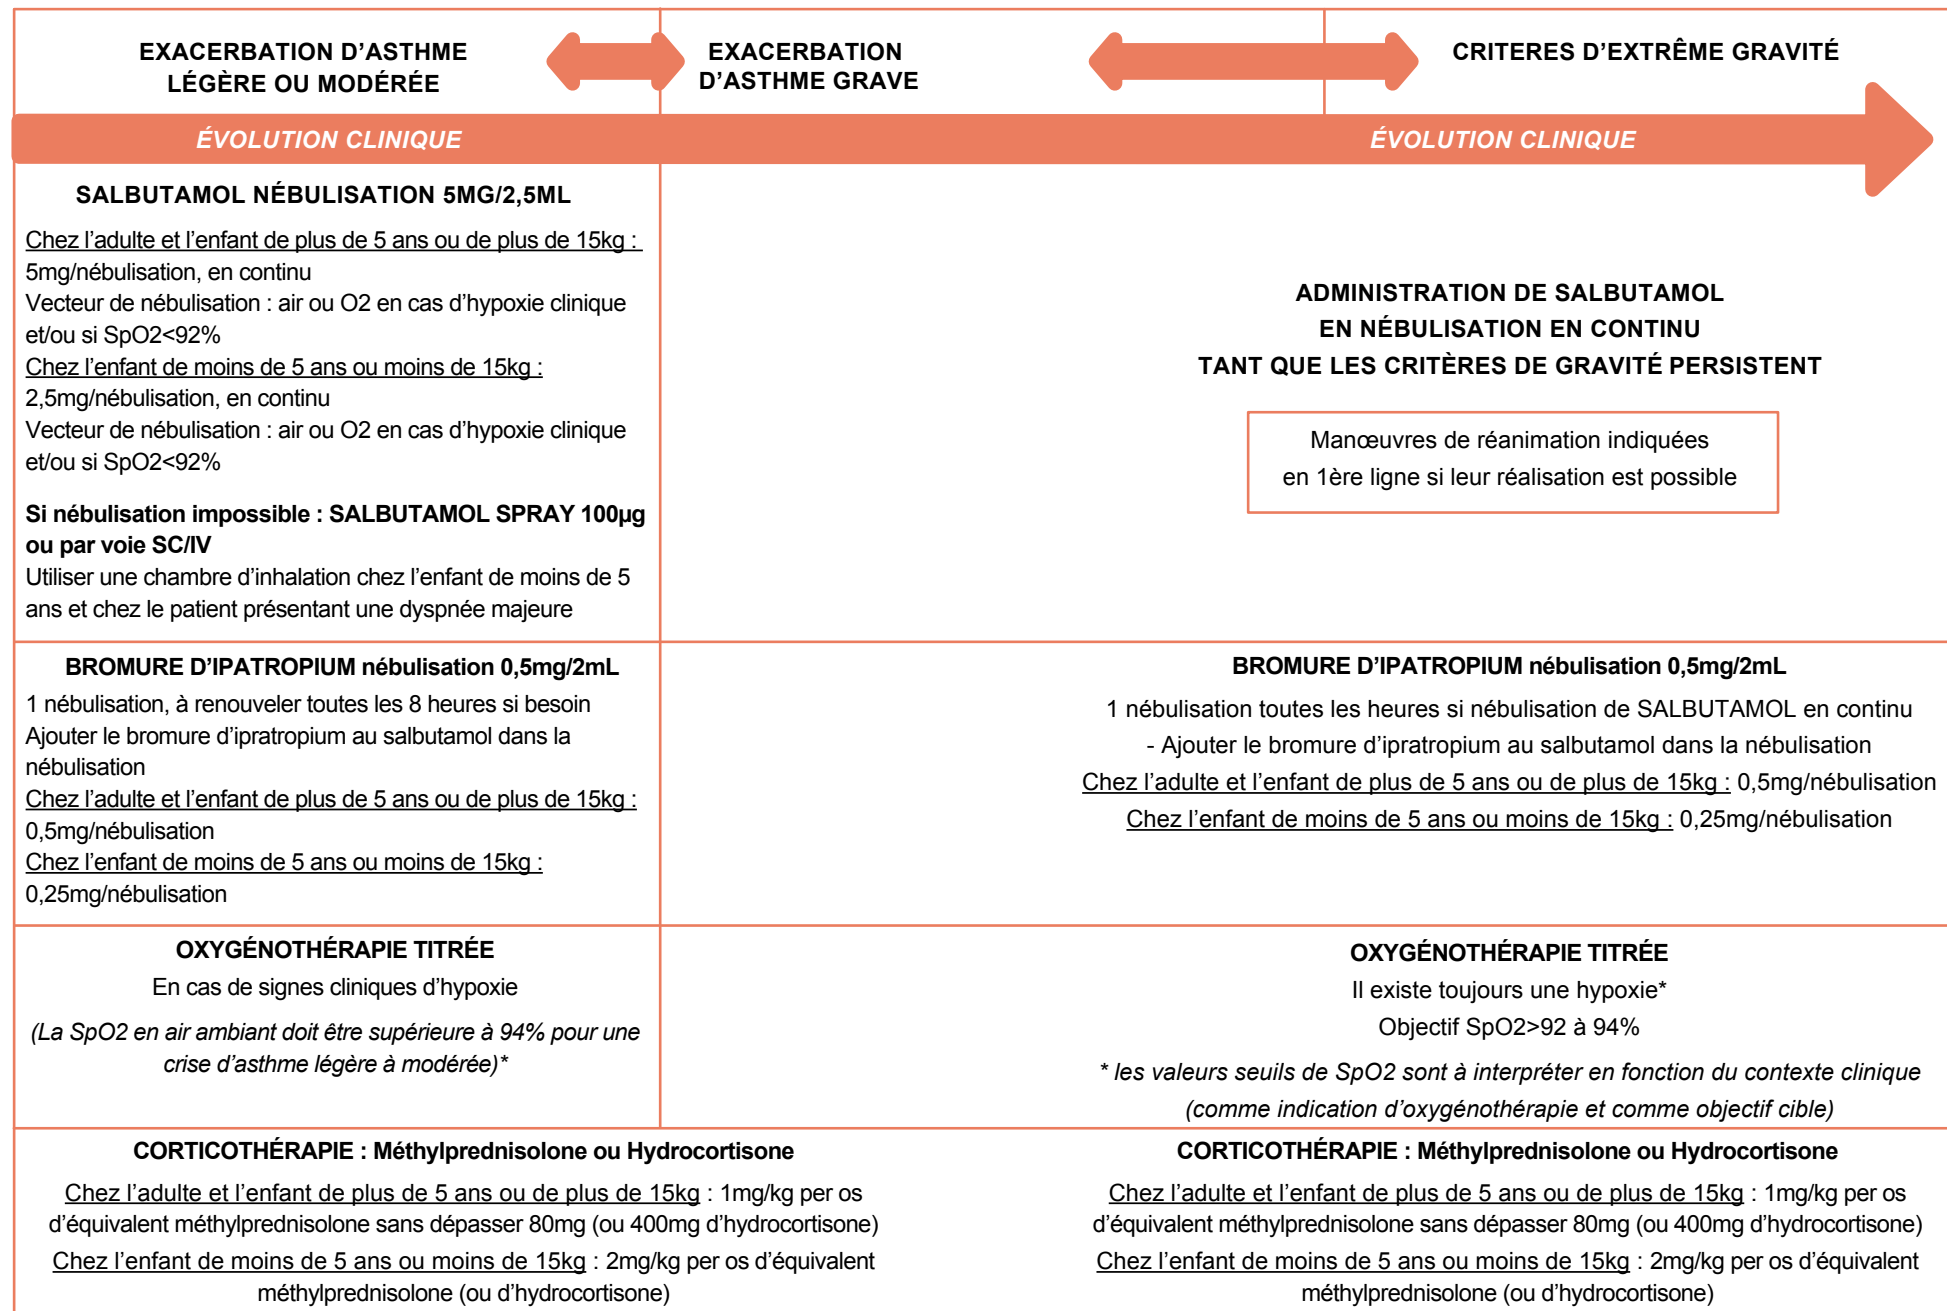 EXACERBATION D'ASTHME
LÉGÈRE OU MODÉRÉE
EXACERBATION
D'ASTHME GRAVE
CRITERES D'EXTRÊME GRAVITÉ
ÉVOLUTION CLINIQUE
ÉVOLUTION CLINIQUE
SALBUTAMOL NÉBULISATION 5MG/2,5ML
Chez l'adulte et l'enfant de plus de 5 ans ou de plus de 15kg :
5mg/nébulisation, en continu
Vecteur de nébulisation : air ou O2 en cas d'hypoxie clinique
et/ou si SpO2<92%
Chez l'enfant de moins de 5 ans ou moins de 15kg :
2,5mg/nébulisation, en continu
Vecteur de nébulisation : air ou O2 en cas d'hypoxie clinique
et/ou si SpO2<92%
Si nébulisation impossible : SALBUTAMOL SPRAY 100µg
ou par voie SC/IV
Utiliser une chambre d'inhalation chez l'enfant de moins de 5
ans et chez le patient présentant une dyspnée majeure
ADMINISTRATION DE SALBUTAMOL
EN NÉBULISATION EN CONTINU
TANT QUE LES CRITÈRES DE GRAVITÉ PERSISTENT
Manœuvres de réanimation indiquées
en 1ère ligne si leur réalisation est possible
BROMURE D'IPATROPIUM nébulisation 0,5mg/2mL
1 nébulisation, à renouveler toutes les 8 heures si besoin
Ajouter le bromure d'ipratropium au salbutamol dans la
nébulisation
Chez l'adulte et l'enfant de plus de 5 ans ou de plus de 15kg :
0,5mg/nébulisation
Chez l'enfant de moins de 5 ans ou moins de 15kg :
0,25mg/nébulisation
BROMURE D'IPATROPIUM nébulisation 0,5mg/2mL
1 nébulisation toutes les heures si nébulisation de SALBUTAMOL en continu
- Ajouter le bromure d'ipratropium au salbutamol dans la nébulisation
Chez l'adulte et l'enfant de plus de 5 ans ou de plus de 15kg : 0,5mg/nébulisation
Chez l'enfant de moins de 5 ans ou moins de 15kg : 0,25mg/nébulisation
OXYGÉNOTHÉRAPIE TITRÉE
En cas de signes cliniques d'hypoxie
(La SpO2 en air ambiant doit être supérieure à 94% pour une
crise d'asthme légère à modérée)*
OXYGÉNOTHÉRAPIE TITRÉE
Il existe toujours une hypoxie*
Objectif SpO2>92 à 94%
* les valeurs seuils de SpO2 sont à interpréter en fonction du contexte clinique
(comme indication d'oxygénothérapie et comme objectif cible)
CORTICOTHÉRAPIE : Méthylprednisolone ou Hydrocortisone
Chez l'adulte et l'enfant de plus de 5 ans ou de plus de 15kg : 1mg/kg per os
d'équivalent méthylprednisolone sans dépasser 80mg (ou 400mg d'hydrocortisone)
Chez l'enfant de moins de 5 ans ou moins de 15kg : 2mg/kg per os d'équivalent
méthylprednisolone (ou d'hydrocortisone)
CORTICOTHÉRAPIE : Méthylprednisolone ou Hydrocortisone
Chez l'adulte et l'enfant de plus de 5 ans ou de plus de 15kg : 1mg/kg per os
d'équivalent méthylprednisolone sans dépasser 80mg (ou 400mg d'hydrocortisone)
Chez l'enfant de moins de 5 ans ou moins de 15kg : 2mg/kg per os d'équivalent
méthylprednisolone (ou d'hydrocortisone)